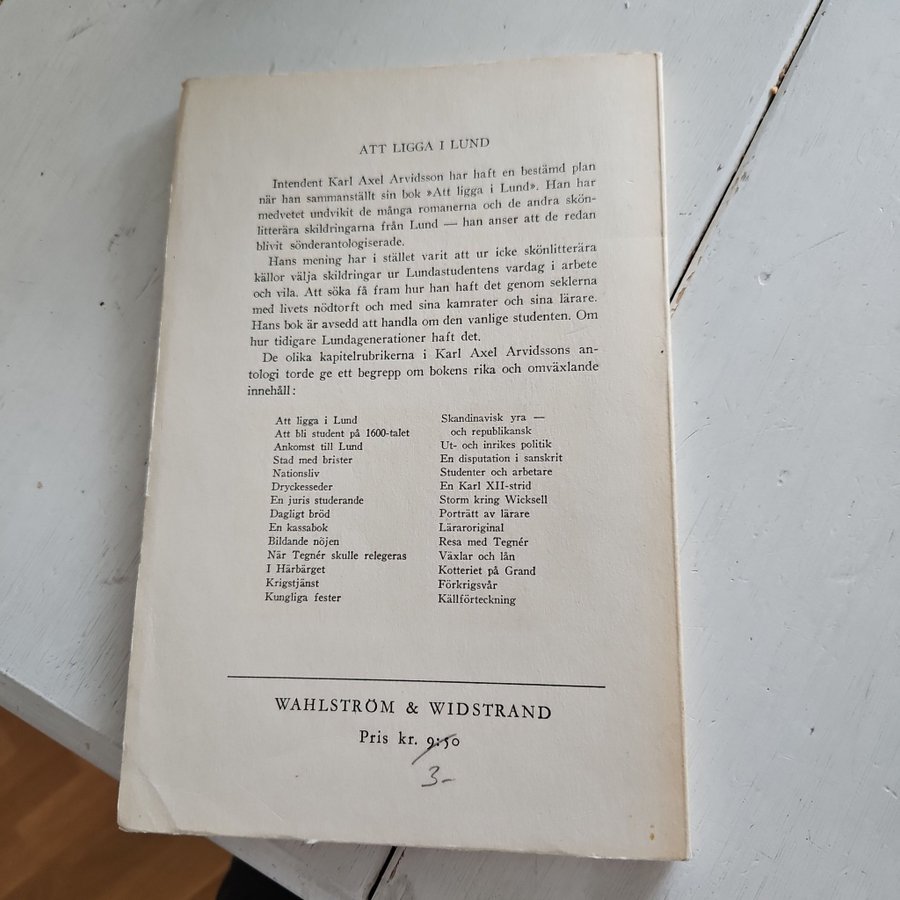 ATT LIGGA I LUND
Intendent Karl Axel Arvidsson har haft en bestämd plan
när han sammanställt sin bok »Att ligga i Lund». Han har
medvetet undvikit de många romanerna och de andra skön-
litterära skildringarna från Lund — han anser att de redan
blivit sönderantologiserade.
Hans mening har i stället varit att ur icke skönlitterära
källor välja skildringar ur Lundastudentens vardag i arbete
och vila. Att söka få fram hur han haft det genom seklerna
med livets nödtorft och med sina kamrater och sina lärare.
Hans bok är avsedd att handla om den vanlige studenten. Om
hur tidigare Lundagenerationer haft det.
De olika kapitelrubrikerna i Karl Axel Arvidssons an-
tologi torde ge ett begrepp om bokens rika och omväxlande
innehåll:
Att ligga i Lund
Att bli student på 1600-talet
Ankomst till Lund
Stad med brister
Nationsliv
Dryckesseder
En juris studerande
Dagligt bröd
En kassabok
Bildande nöjen
När Tegnér skulle relegeras
I Härbärget
Krigstjänst
Kungliga fester
Skandinavisk yra —
och republikansk
Ut- och inrikes politik
En disputation i sanskrit
Studenter och arbetare
En Karl XII-strid
Storm kring Wicksell
Porträtt av lärare
Läraroriginal
Resa med Tegnér
Växlar och lån
Kotteriet på Grand
Förkrigsvår
Källförteckning
WAHLSTRÖM & WIDSTRAND
Pris kr. 9:50
3-